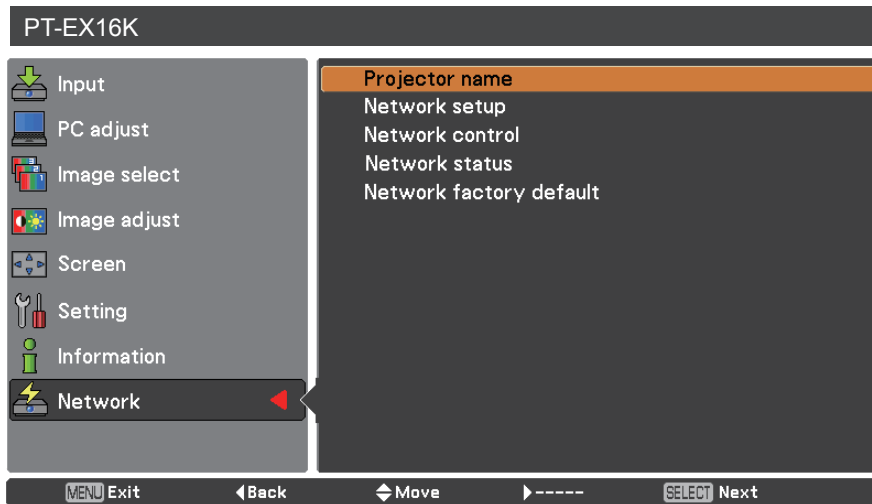 PT-EX16K
Input
PC adjust
Image select
Image adjust
Screen
Setting
Information
Network
Projector name
Network setup
Network control
Network status
Network factory default
MENU Exit ◀Back ◆Move ▶----- SELECT Next